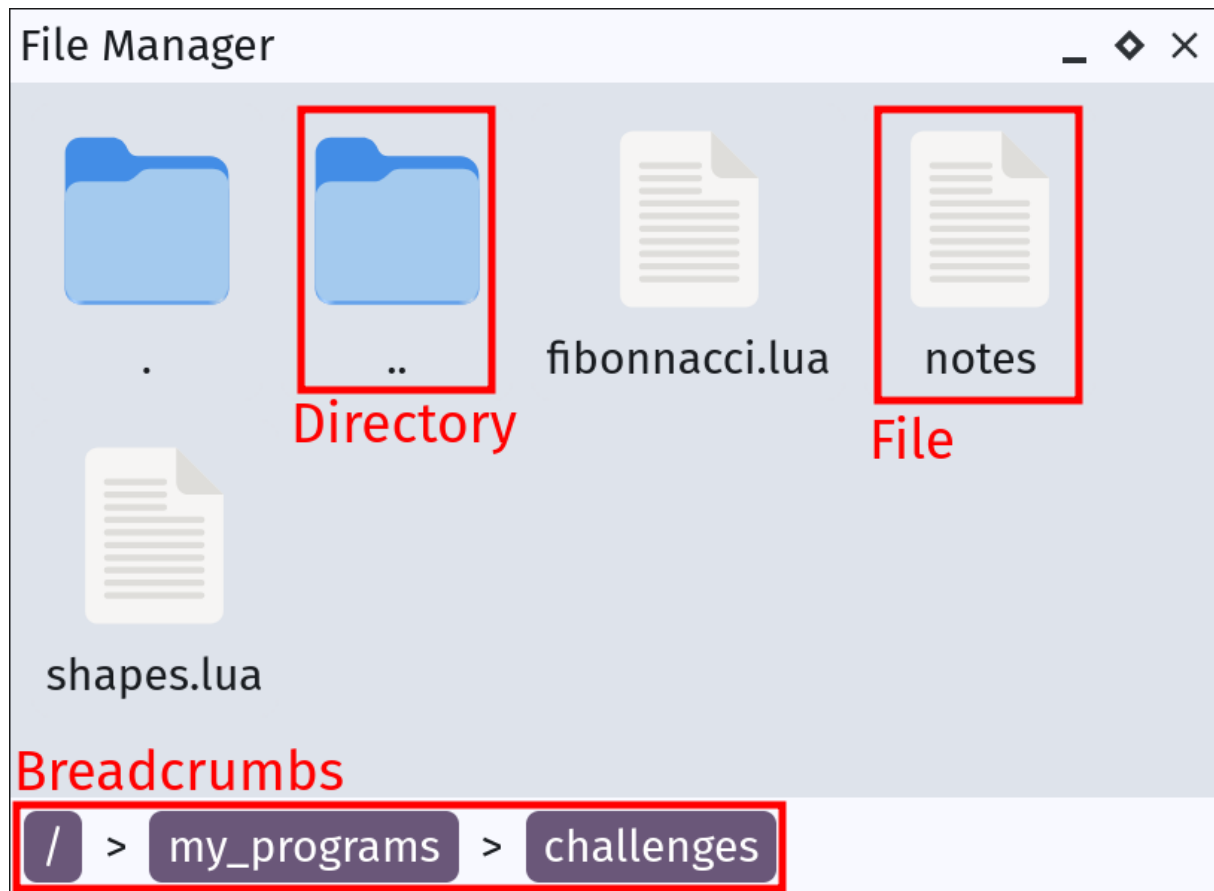 File Manager
. .. fibonnacci.lua notes
Directory File
shapes.lua
Breadcrumbs
/ > my_programs > challenges